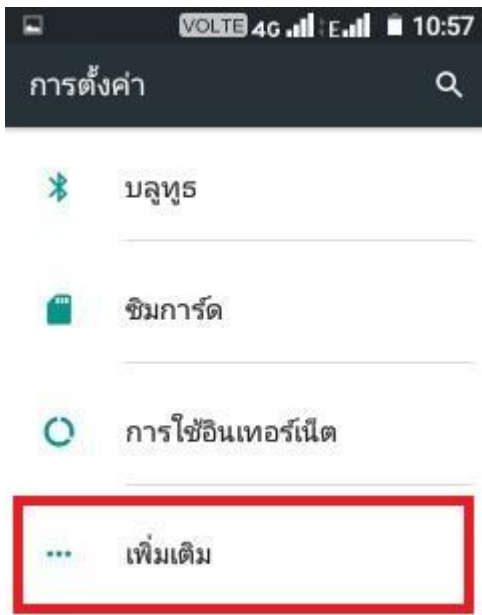 VOLTE 4G E 10:57
การตั้งค่า
บลูทูธ
ซิมการ์ด
การใช้อินเทอร์เน็ต
เพิ่มเติม